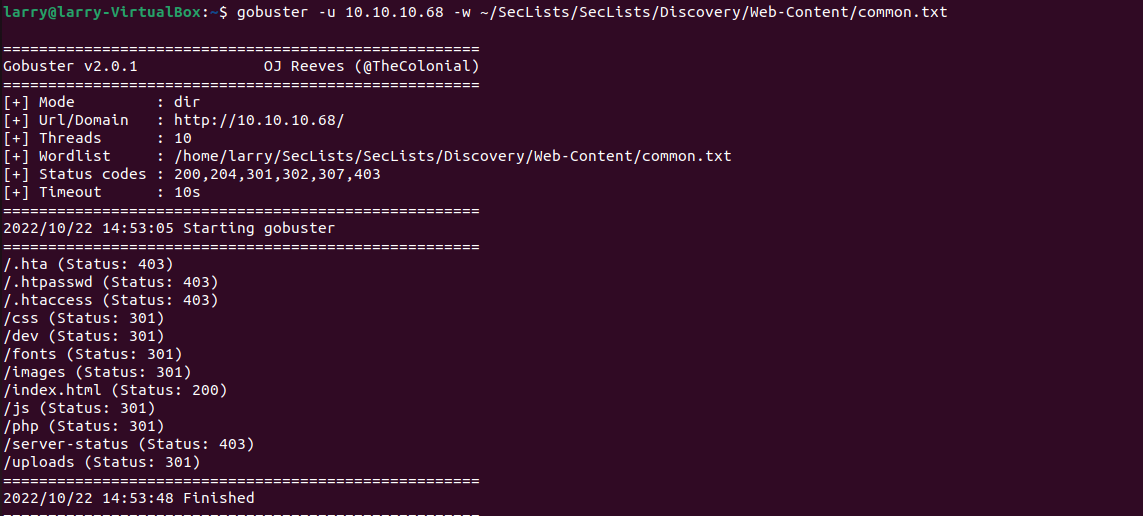 larry@larry-VirtualBox:~$ gobuster -u 10.10.10.68 -w ~/SecLists/SecLists/Discovery/Web-Content/common.txt
=====================================================
Gobuster v2.0.1              OJ Reeves (@TheColonial)
=====================================================
[+] Mode         : dir
[+] Url/Domain   : http://10.10.10.68/
[+] Threads      : 10
[+] Wordlist     : /home/larry/SecLists/SecLists/Discovery/Web-Content/common.txt
[+] Status codes : 200,204,301,302,307,403
[+] Timeout      : 10s
=====================================================
2022/10/22 14:53:05 Starting gobuster
=====================================================
/.hta (Status: 403)
/.htpasswd (Status: 403)
/.htaccess (Status: 403)
/css (Status: 301)
/dev (Status: 301)
/fonts (Status: 301)
/images (Status: 301)
/index.html (Status: 200)
/js (Status: 301)
/php (Status: 301)
/server-status (Status: 403)
/uploads (Status: 301)
=====================================================
2022/10/22 14:53:48 Finished
=====================================================